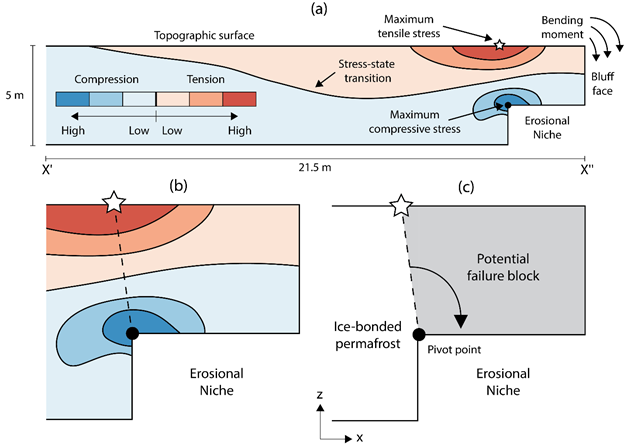 (a)
Topographic surface
Maximum
tensile stress
Bending
moment
Stress-state
transition
Bluff
face
Compression
Tension
High
Low
Low
High
5 m
Maximum
compressive stress
Erosional
Niche
X'
21.5 m
X"
(b)
Erosional
Niche
(c)
Potential
failure block
Ice-bonded
permafrost
Pivot point
Erosional
Niche
z
x